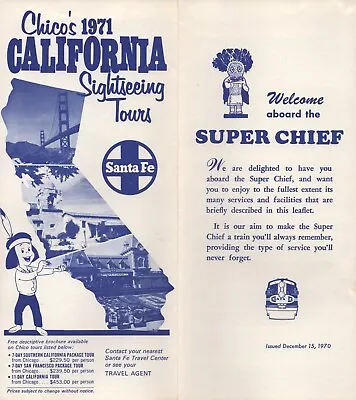 Chico's 1971
CALIFORNIA
Sightseeing
Tours
Santa Fe
Free descriptive brochure available
on Chico tours listed below:
• 7-DAY SOUTHERN CALIFORNIA PACKAGE TOUR
from Chicago $229.50 per person
• 7-DAY SAN FRANCISCO PACKAGE TOUR
from Chicago $239.50 per person
• 11-DAY CALIFORNIA TOUR
from Chicago $453.00 per person
Prices subject to change without notice.
Contact your nearest
Santa Fe Travel Center
or see your
TRAVEL AGENT
Welcome
aboard the
SUPER CHIEF
We are delighted to have you
aboard the Super Chief, and want
you to enjoy to the fullest extent its
many services and facilities that are
briefly described in this leaflet.
It is our aim to make the Super
Chief a train you'll always remember,
providing the type of service you'll
never forget.
Issued December 15, 1970